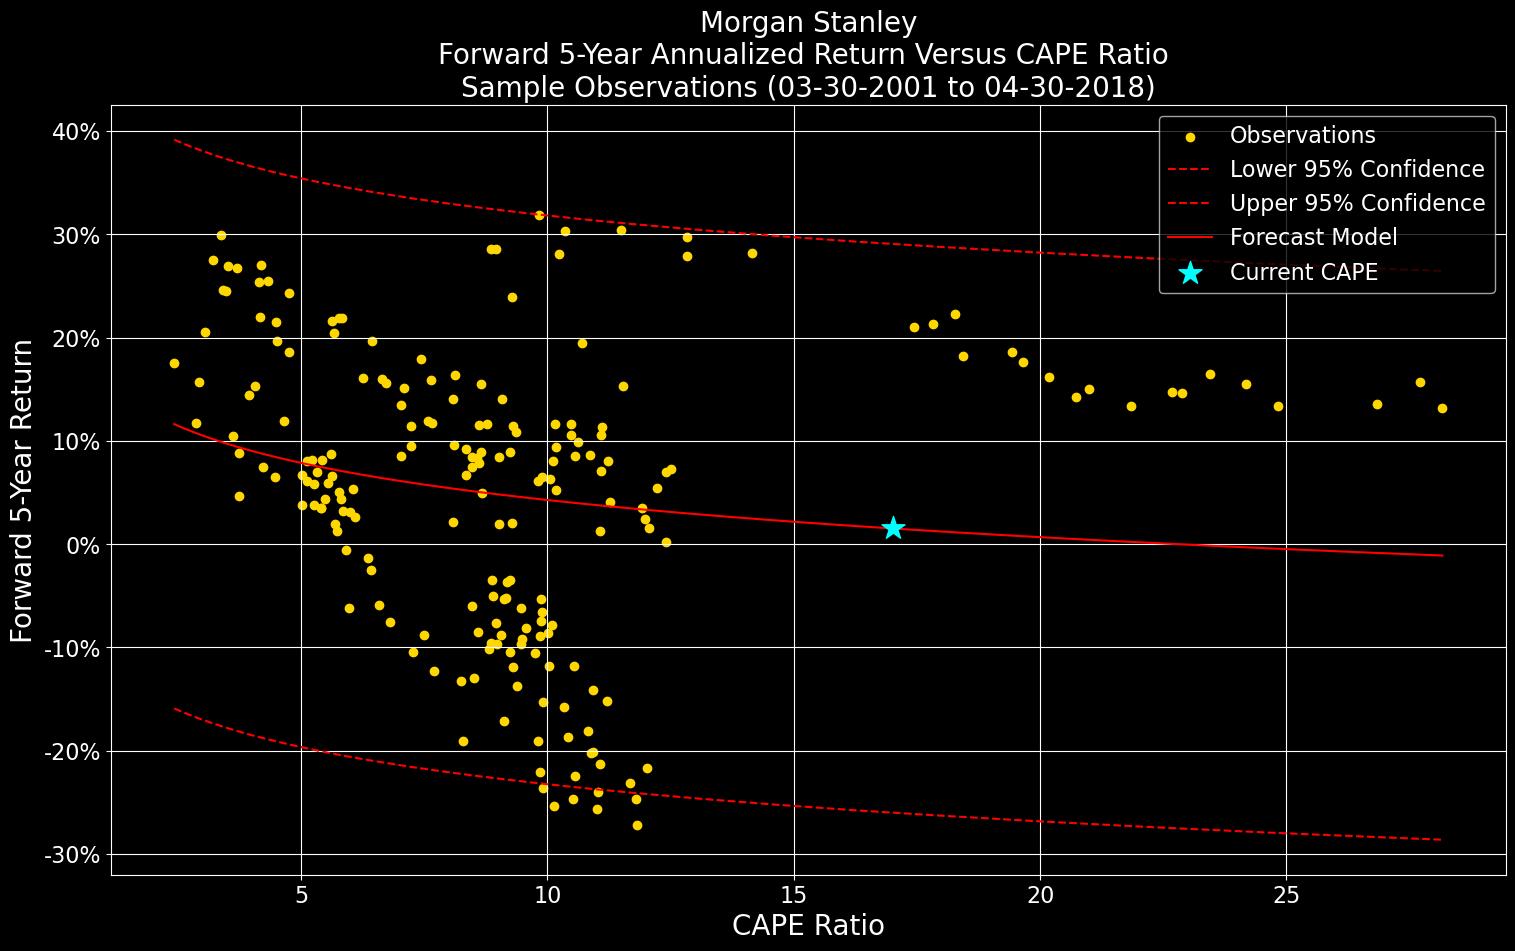 Morgan Stanley
Forward 5-Year Annualized Return Versus CAPE Ratio
Sample Observations (03-30-2001 to 04-30-2018)
Observations
Lower 95% Confidence
Upper 95% Confidence
Forecast Model
Current CAPE
Forward 5-Year Return
40%
30%
20%
10%
0%
-10%
-20%
-30%
5 10 15 20 25
CAPE Ratio